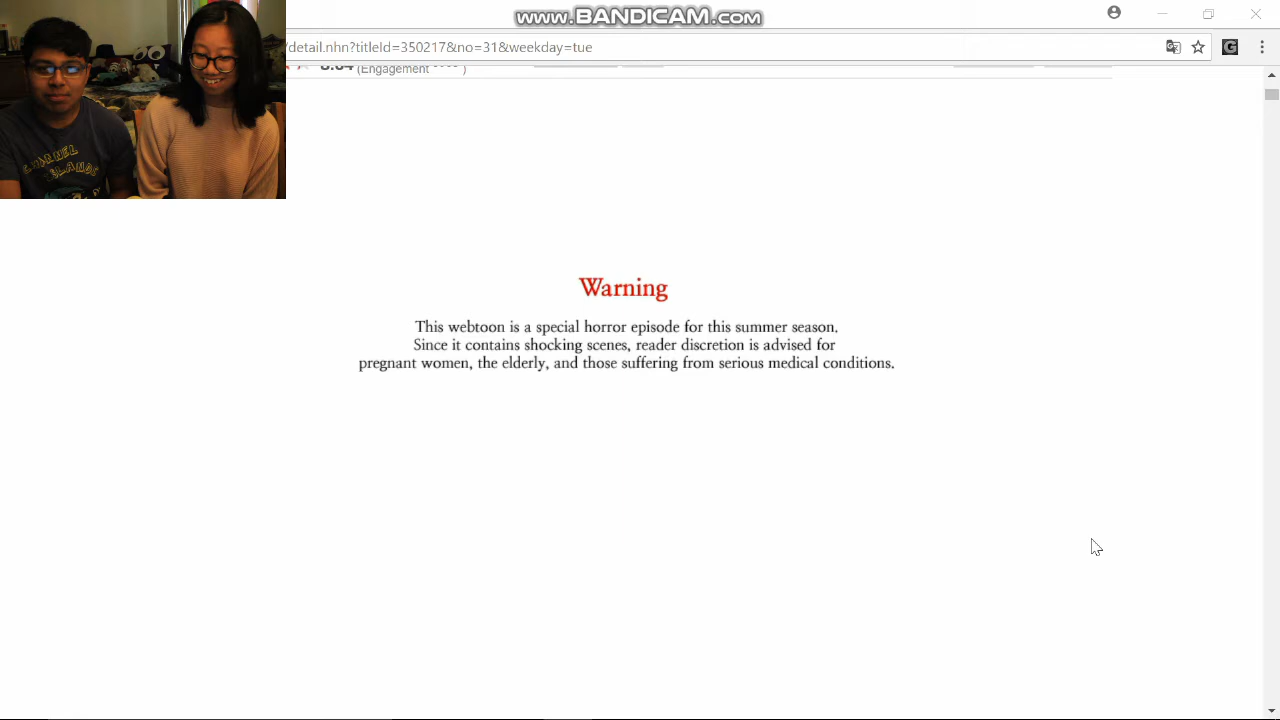 www.BANDICAM.com
/detail.nhn?titleId=350217&no=31&weekday=tue
G
(Engagement )
Warning
This webtoon is a special horror episode for this summer season.
Since it contains shocking scenes, reader discretion is advised for
pregnant women, the elderly, and those suffering from serious medical conditions.